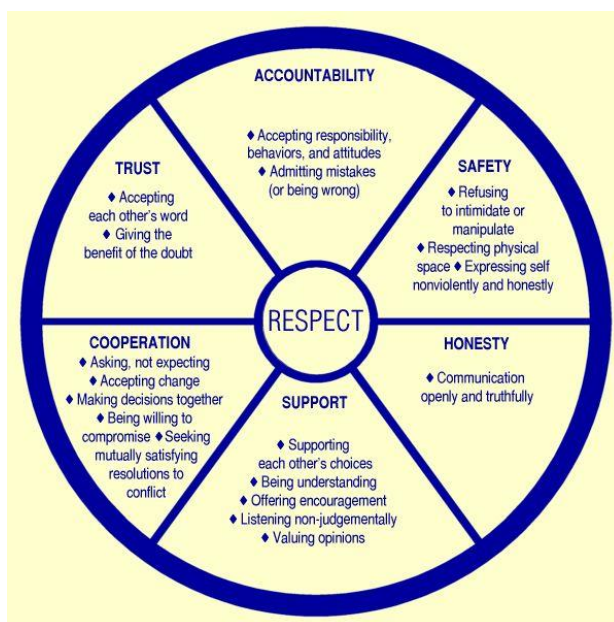 ACCOUNTABILITY
♦ Accepting responsibility,
behaviors, and attitudes
♦ Admitting mistakes
(or being wrong)
TRUST
♦ Accepting
each other's word
♦ Giving the
benefit of the doubt
SAFETY
♦ Refusing
to intimidate or
manipulate
♦ Respecting physical
space ♦ Expressing self
nonviolently and honestly
RESPECT
COOPERATION
♦ Asking, not expecting
♦ Accepting change
♦ Making decisions together
♦ Being willing to
compromise ♦ Seeking
mutually satisfying
resolutions to
conflict
SUPPORT
♦ Supporting
each other's choices
♦ Being understanding
♦ Offering encouragement
♦ Listening non-judgementally
♦ Valuing opinions
HONESTY
♦ Communication
openly and truthfully